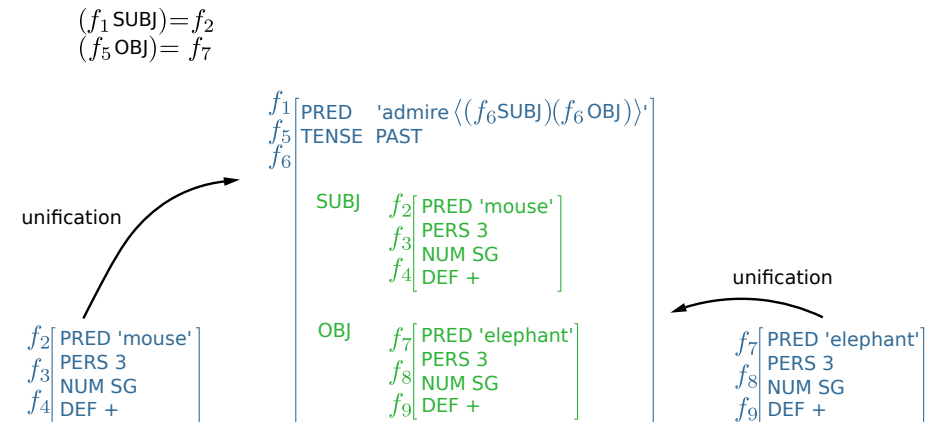 (f₁ SUBJ)=f₂
(f₅ OBJ)= f₇
f₁
f₅
f₆
PRED 'admire ⟨(f₆SUBJ)(f₆ OBJ)⟩'
TENSE PAST
unification
SUBJ
f₂
f₃
f₄
PRED 'mouse'
PERS 3
NUM SG
DEF +
unification
OBJ
f₇
f₈
f₉
PRED 'elephant'
PERS 3
NUM SG
DEF +
f₂
f₃
f₄
PRED 'mouse'
PERS 3
NUM SG
DEF +
f₇
f₈
f₉
PRED 'elephant'
PERS 3
NUM SG
DEF +